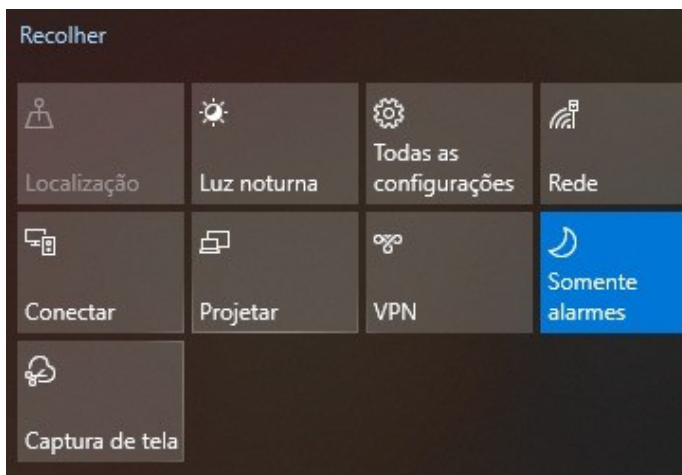 Recolher
Localização
Luz noturna
Todas as
configurações
Rede
Conectar
Projetar
VPN
Somente
alarmes
Captura de tela